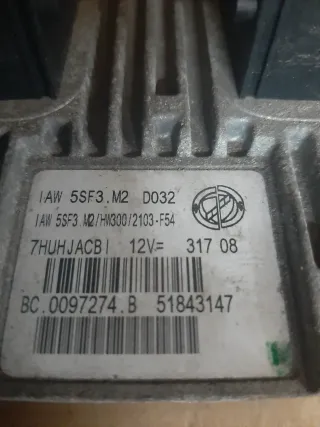 IAW 5SF3.M2 D032
IAW 5SF3.M2/HW300/2103-F54
7HUHJACBI 12V= 317 08
BC.0097274.B 51843147